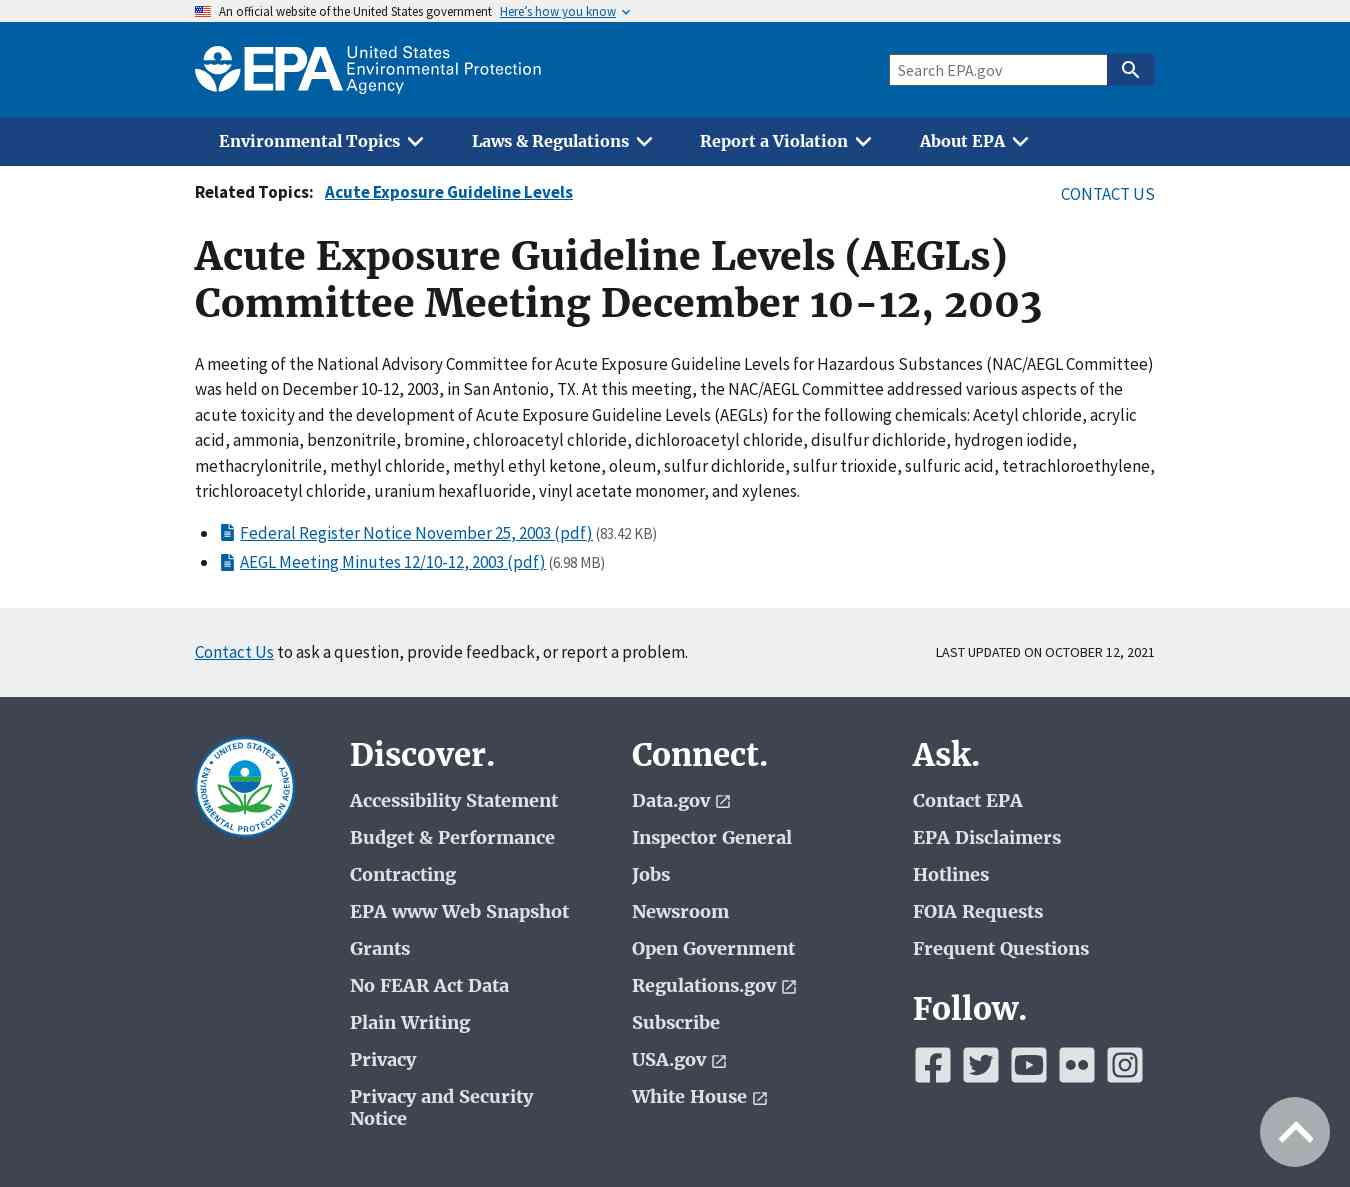 An official website of the United States government Here's how you know
EPA United States
Environmental Protection
Agency
Search EPA.gov
Environmental Topics Laws & Regulations Report a Violation About EPA
Related Topics: Acute Exposure Guideline Levels
CONTACT US
Acute Exposure Guideline Levels (AEGLs)
Committee Meeting December 10-12, 2003
A meeting of the National Advisory Committee for Acute Exposure Guideline Levels for Hazardous Substances (NAC/AEGL Committee)
was held on December 10-12, 2003, in San Antonio, TX. At this meeting, the NAC/AEGL Committee addressed various aspects of the
acute toxicity and the development of Acute Exposure Guideline Levels (AEGLs) for the following chemicals: Acetyl chloride, acrylic
acid, ammonia, benzonitrile, bromine, chloroacetyl chloride, dichloroacetyl chloride, disulfur dichloride, hydrogen iodide,
methacrylonitrile, methyl chloride, methyl ethyl ketone, oleum, sulfur dichloride, sulfur trioxide, sulfuric acid, tetrachloroethylene,
trichloroacetyl chloride, uranium hexafluoride, vinyl acetate monomer, and xylenes.
Federal Register Notice November 25, 2003 (pdf) (83.42 KB)
AEGL Meeting Minutes 12/10-12, 2003 (pdf) (6.98 MB)
Contact Us to ask a question, provide feedback, or report a problem.
LAST UPDATED ON OCTOBER 12, 2021
UNITED STATES
ENVIRONMENTAL PROTECTION AGENCY
Discover.
Accessibility Statement
Budget & Performance
Contracting
EPA www Web Snapshot
Grants
No FEAR Act Data
Plain Writing
Privacy
Privacy and Security
Notice
Connect.
Data.gov
Inspector General
Jobs
Newsroom
Open Government
Regulations.gov
Subscribe
USA.gov
White House
Ask.
Contact EPA
EPA Disclaimers
Hotlines
FOIA Requests
Frequent Questions
Follow.